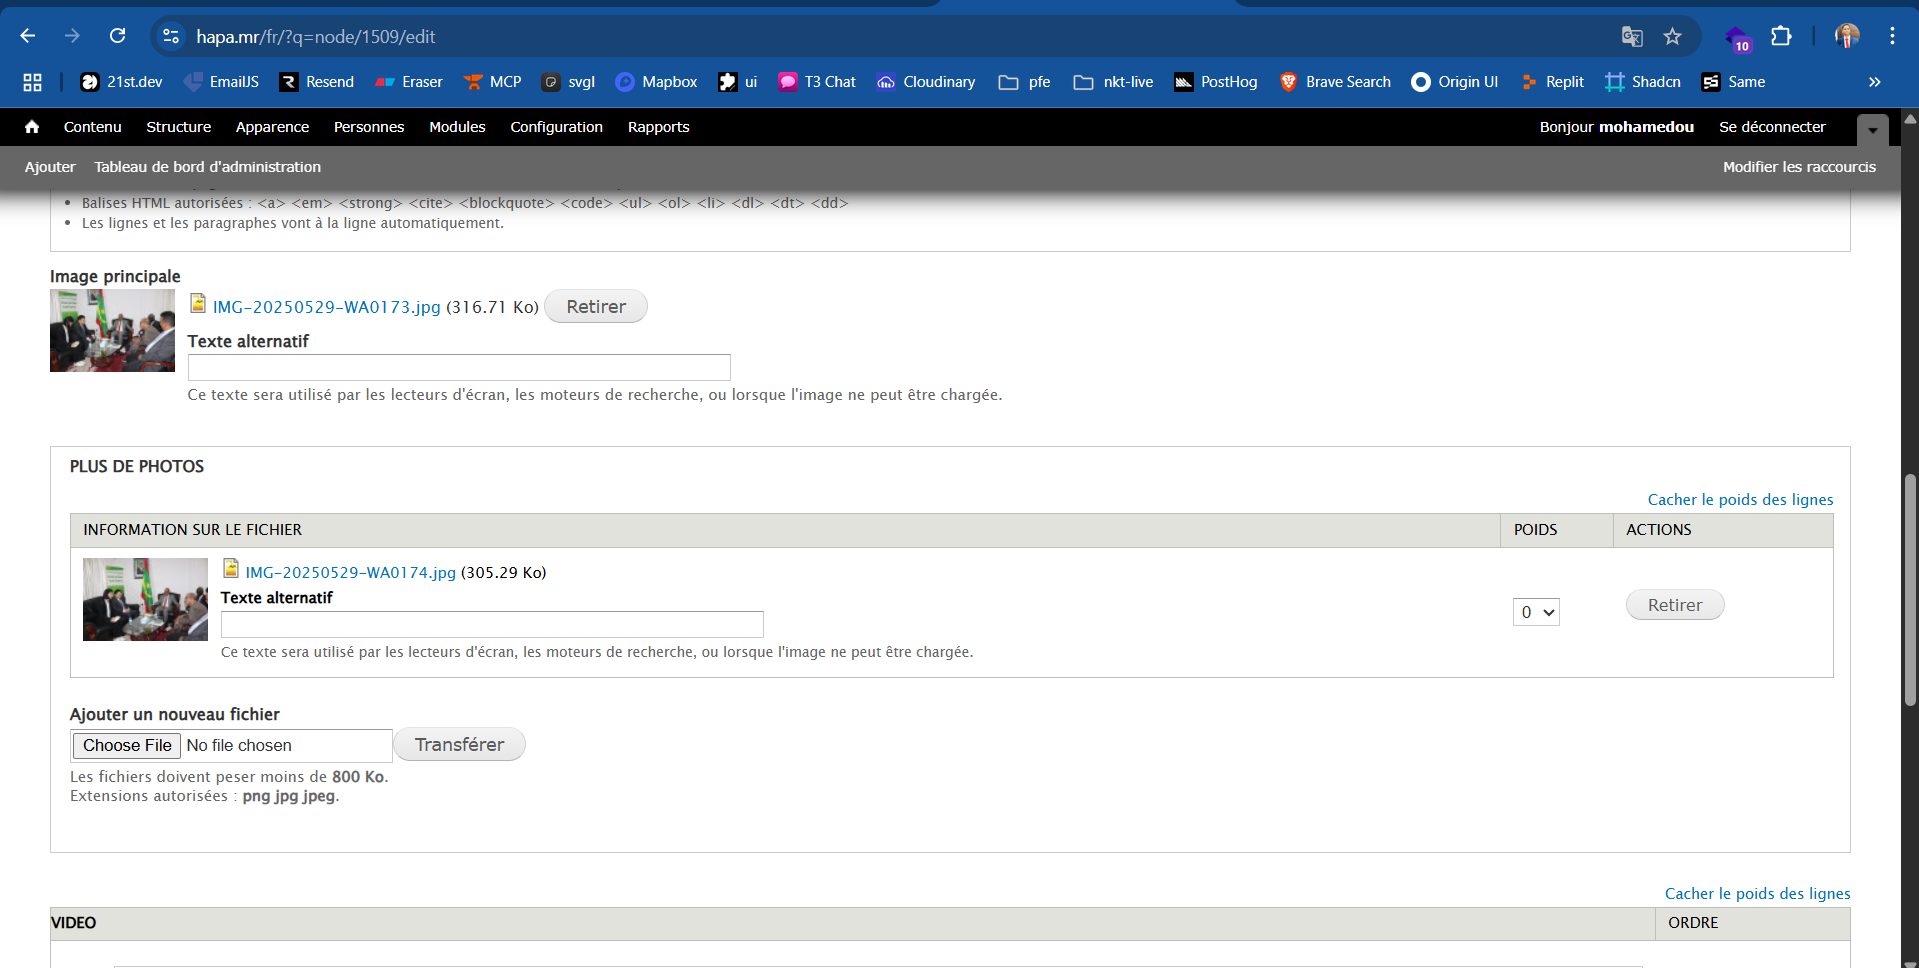 hapa.mr/fr/?q=node/1509/edit
10
21st.dev EmailJS Resend Eraser MCP svgl Mapbox ui T3 Chat Cloudinary pfe nkt-live PostHog Brave Search Origin UI Replit Shadcn Same »
Contenu Structure Apparence Personnes Modules Configuration Rapports Bonjour mohamedou Se déconnecter
Ajouter Tableau de bord d'administration Modifier les raccourcis
• Balises HTML autorisées : <a> <em> <strong> <cite> <blockquote> <code> <ul> <ol> <li> <dl> <dt> <dd>
• Les lignes et les paragraphes vont à la ligne automatiquement.
Image principale
IMG-20250529-WA0173.jpg (316.71 Ko) Retirer
Texte alternatif
Ce texte sera utilisé par les lecteurs d'écran, les moteurs de recherche, ou lorsque l'image ne peut être chargée.
PLUS DE PHOTOS
Cacher le poids des lignes
INFORMATION SUR LE FICHIER POIDS ACTIONS
IMG-20250529-WA0174.jpg (305.29 Ko)
Texte alternatif
0 Retirer
Ce texte sera utilisé par les lecteurs d'écran, les moteurs de recherche, ou lorsque l'image ne peut être chargée.
Ajouter un nouveau fichier
Choose File No file chosen Transférer
Les fichiers doivent peser moins de 800 Ko.
Extensions autorisées : png jpg jpeg.
Cacher le poids des lignes
VIDEO ORDRE